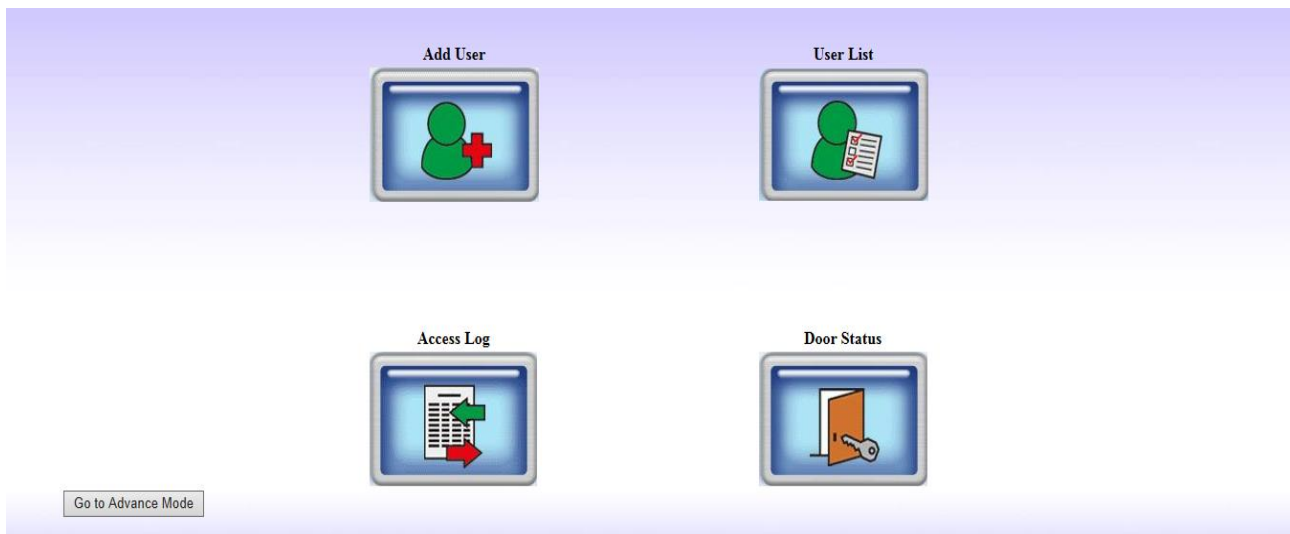 Add User
User List
Access Log
Door Status
Go to Advance Mode